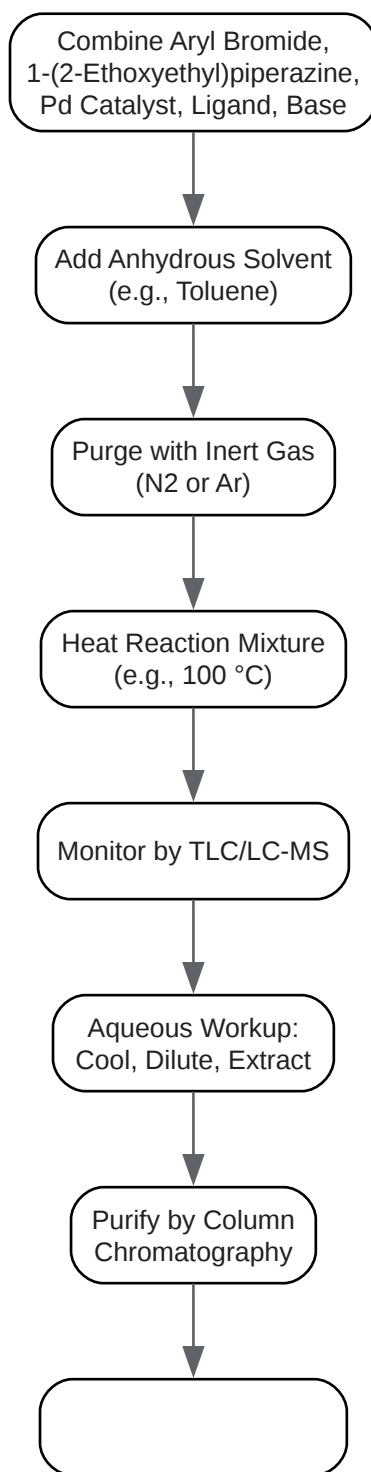 Combine Aryl Bromide,
1-(2-Ethoxyethyl)piperazine,
Pd Catalyst, Ligand, Base
Add Anhydrous Solvent
(e.g., Toluene)
Purge with Inert Gas
(N2 or Ar)
Heat Reaction Mixture
(e.g., 100 °C)
Monitor by TLC/LC-MS
Aqueous Workup:
Cool, Dilute, Extract
Purify by Column
Chromatography